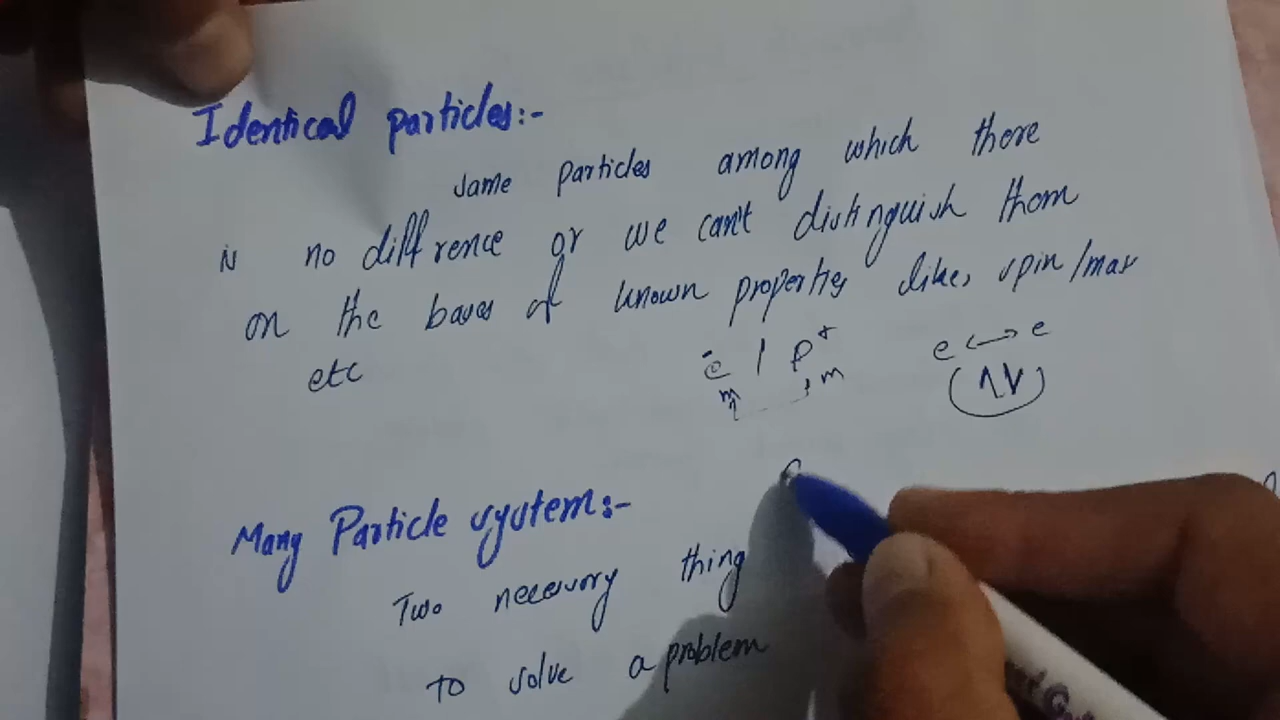 Identical particles:-
same particles among which there
is no diffrence or we can't distinguish them
on the bases of known properties like, spin/mas
etc
e⁻ | p⁺ e ↔ e
m m
Many Particle system:-
Two necessary thing
To solve a problem